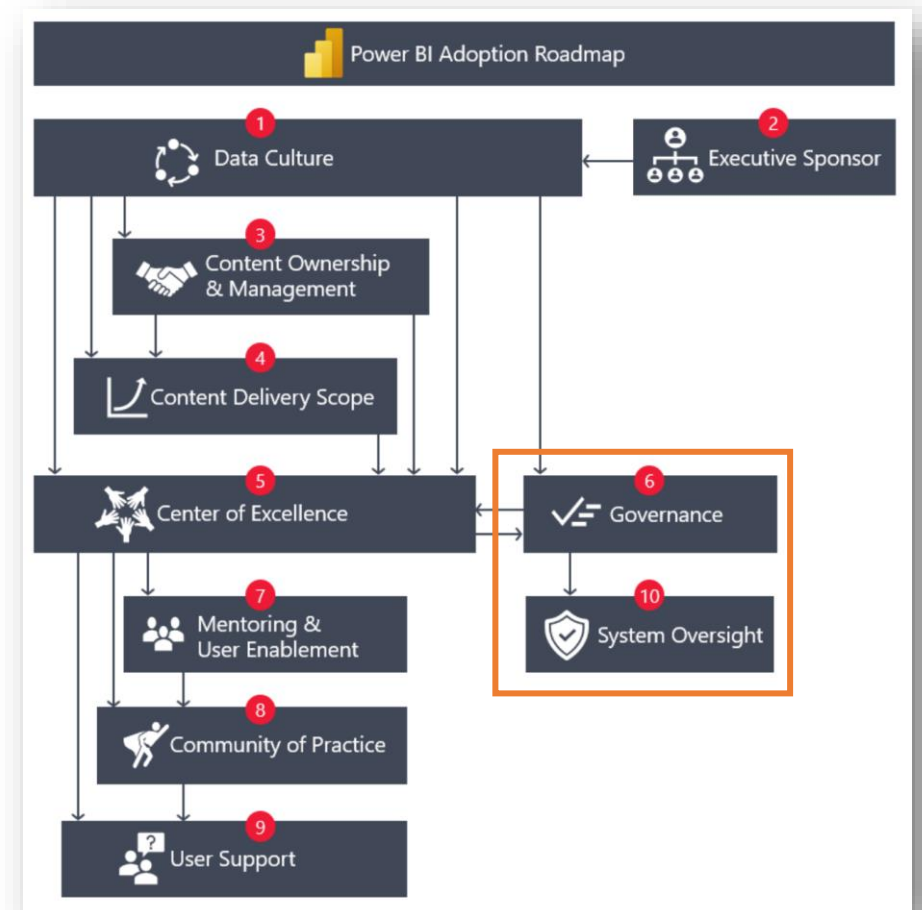 Power BI Adoption Roadmap
1
Data Culture
2
Executive Sponsor
3
Content Ownership
& Management
4
Content Delivery Scope
5
Center of Excellence
6
Governance
7
Mentoring &
User Enablement
10
System Oversight
8
Community of Practice
9
?
User Support